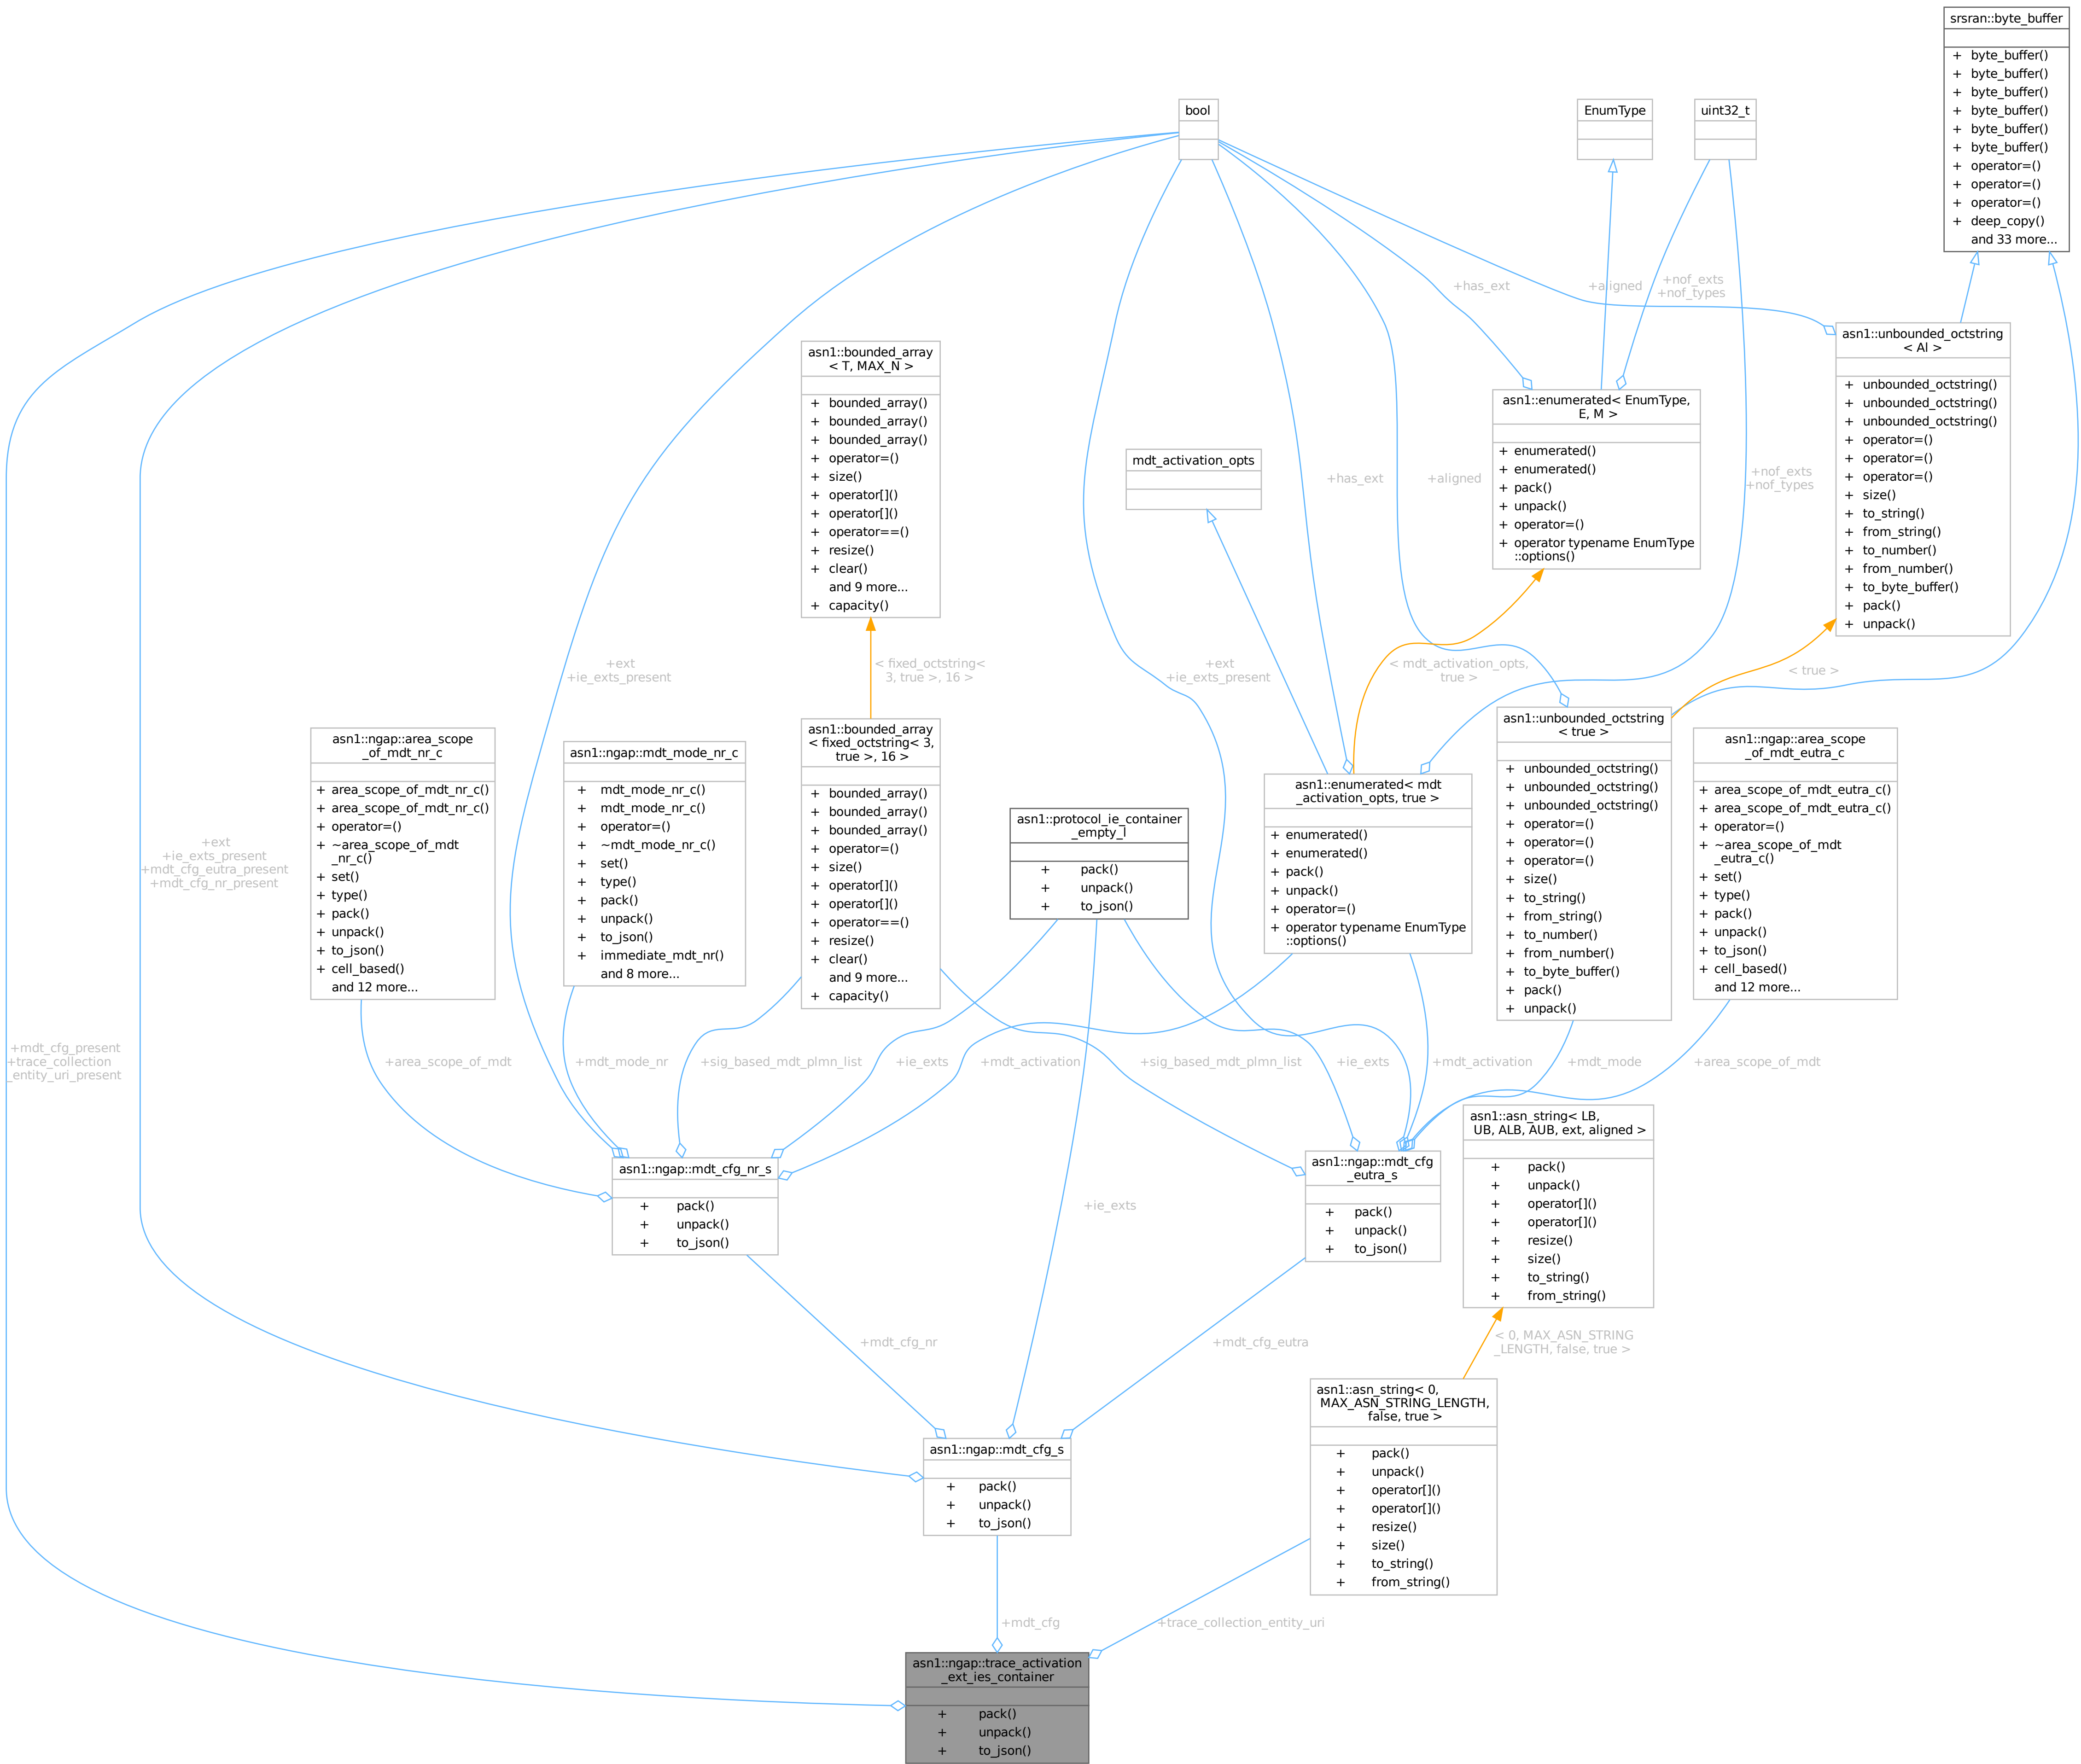 srsran::byte_buffer
+ byte_buffer()
+ byte_buffer()
+ byte_buffer()
+ byte_buffer()
+ byte_buffer()
+ byte_buffer()
+ operator=()
+ operator=()
+ operator=()
+ deep_copy()
and 33 more...
bool
EnumType
uint32_t
+has_ext
+aligned
+nof_exts
+nof_types
asn1::unbounded_octstring
< Al >
+ unbounded_octstring()
+ unbounded_octstring()
+ unbounded_octstring()
+ operator=()
+ operator=()
+ operator=()
+ size()
+ to_string()
+ from_string()
+ to_number()
+ from_number()
+ to_byte_buffer()
+ pack()
+ unpack()
asn1::bounded_array
< T, MAX_N >
+ bounded_array()
+ bounded_array()
+ bounded_array()
+ operator=()
+ size()
+ operator[]()
+ operator[]()
+ operator==()
+ resize()
+ clear()
and 9 more...
+ capacity()
asn1::enumerated< EnumType,
E, M >
+ enumerated()
+ enumerated()
+ pack()
+ unpack()
+ operator=()
+ operator typename EnumType
::options()
mdt_activation_opts
+has_ext
+aligned
+nof_exts
+nof_types
+ext
+ie_exts_present
< fixed_octstring<
3, true >, 16 >
+ext
+ie_exts_present
< mdt_activation_opts,
true >
< true >
asn1::ngap::area_scope
_of_mdt_nr_c
+ area_scope_of_mdt_nr_c()
+ area_scope_of_mdt_nr_c()
+ operator=()
+ ~area_scope_of_mdt
_nr_c()
+ set()
+ type()
+ pack()
+ unpack()
+ to_json()
+ cell_based()
and 12 more...
asn1::ngap::mdt_mode_nr_c
+ mdt_mode_nr_c()
+ mdt_mode_nr_c()
+ operator=()
+ ~mdt_mode_nr_c()
+ set()
+ type()
+ pack()
+ unpack()
+ to_json()
+ immediate_mdt_nr()
and 8 more...
asn1::bounded_array
< fixed_octstring< 3,
true >, 16 >
+ bounded_array()
+ bounded_array()
+ bounded_array()
+ operator=()
+ size()
+ operator[]()
+ operator[]()
+ operator==()
+ resize()
+ clear()
and 9 more...
+ capacity()
asn1::protocol_ie_container
_empty_l
+ pack()
+ unpack()
+ to_json()
asn1::enumerated< mdt
_activation_opts, true >
+ enumerated()
+ enumerated()
+ pack()
+ unpack()
+ operator=()
+ operator typename EnumType
::options()
asn1::unbounded_octstring
< true >
+ unbounded_octstring()
+ unbounded_octstring()
+ unbounded_octstring()
+ operator=()
+ operator=()
+ operator=()
+ size()
+ to_string()
+ from_string()
+ to_number()
+ from_number()
+ to_byte_buffer()
+ pack()
+ unpack()
asn1::ngap::area_scope
_of_mdt_eutra_c
+ area_scope_of_mdt_eutra_c()
+ area_scope_of_mdt_eutra_c()
+ operator=()
+ ~area_scope_of_mdt
_eutra_c()
+ set()
+ type()
+ pack()
+ unpack()
+ to_json()
+ cell_based()
and 12 more...
+ext
+ie_exts_present
+mdt_cfg_eutra_present
+mdt_cfg_nr_present
+mdt_cfg_present
+trace_collection
_entity_uri_present
+area_scope_of_mdt
+mdt_mode_nr
+sig_based_mdt_plmn_list
+ie_exts
+mdt_activation
+sig_based_mdt_plmn_list
+ie_exts
+mdt_activation
+mdt_mode
+area_scope_of_mdt
asn1::ngap::mdt_cfg_nr_s
+ pack()
+ unpack()
+ to_json()
+ie_exts
asn1::ngap::mdt_cfg
_eutra_s
+ pack()
+ unpack()
+ to_json()
asn1::asn_string< LB,
UB, ALB, AUB, ext, aligned >
+ pack()
+ unpack()
+ operator[]()
+ operator[]()
+ resize()
+ size()
+ to_string()
+ from_string()
+mdt_cfg_nr
+mdt_cfg_eutra
< 0, MAX_ASN_STRING
_LENGTH, false, true >
asn1::ngap::mdt_cfg_s
+ pack()
+ unpack()
+ to_json()
asn1::asn_string< 0,
MAX_ASN_STRING_LENGTH,
false, true >
+ pack()
+ unpack()
+ operator[]()
+ operator[]()
+ resize()
+ size()
+ to_string()
+ from_string()
+mdt_cfg
+trace_collection_entity_uri
asn1::ngap::trace_activation
_ext_ies_container
+ pack()
+ unpack()
+ to_json()